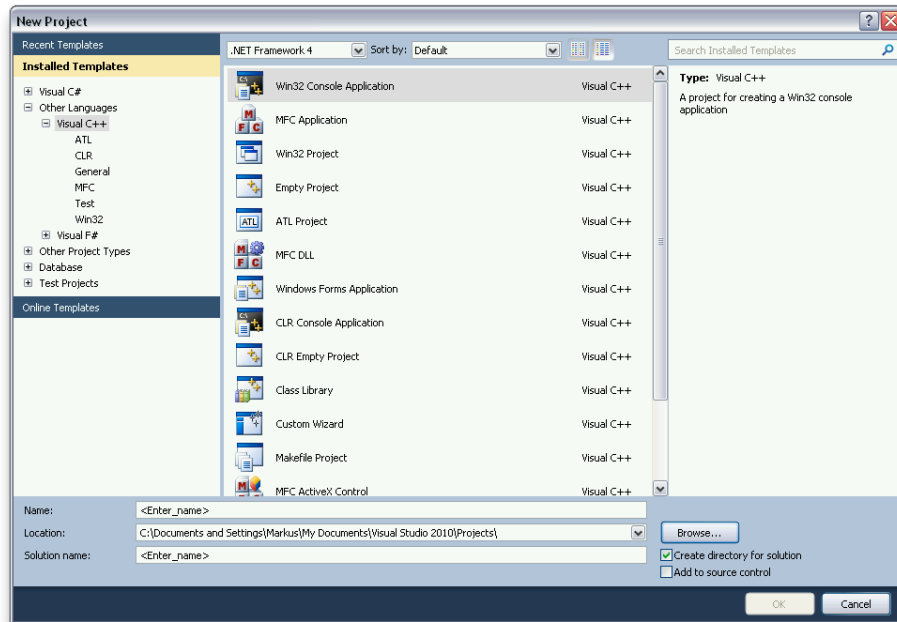 New Project
Recent Templates
.NET Framework 4 Sort by: Default Search Installed Templates
Installed Templates
Visual C#
Other Languages
Visual C++
ATL
CLR
General
MFC
Test
Win32
Visual F#
Other Project Types
Database
Test Projects
Online Templates
Win32 Console Application Visual C++
MFC Application Visual C++
Win32 Project Visual C++
Empty Project Visual C++
ATL Project Visual C++
MFC DLL Visual C++
Windows Forms Application Visual C++
CLR Console Application Visual C++
CLR Empty Project Visual C++
Class Library Visual C++
Custom Wizard Visual C++
Makefile Project Visual C++
MFC ActiveX Control Visual C++
Type: Visual C++
A project for creating a Win32 console
application
Name: <Enter_name>
Location: C:\Documents and Settings\Markus\My Documents\Visual Studio 2010\Projects\ Browse...
Solution name: <Enter_name> Create directory for solution
Add to source control
OK Cancel